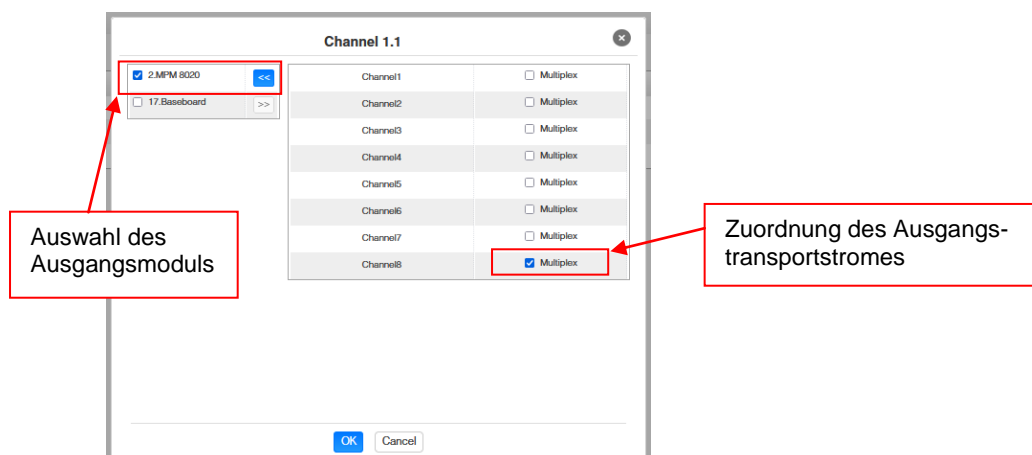 Channel 1.1
2.MPM 8020 <<
17.Baseboard >>
Channel1 Multiplex
Channel2 Multiplex
Channel3 Multiplex
Channel4 Multiplex
Channel5 Multiplex
Channel6 Multiplex
Channel7 Multiplex
Channel8 Multiplex
Auswahl des
Ausgangsmoduls
Zuordnung des Ausgangs-
transportstromes
OK Cancel